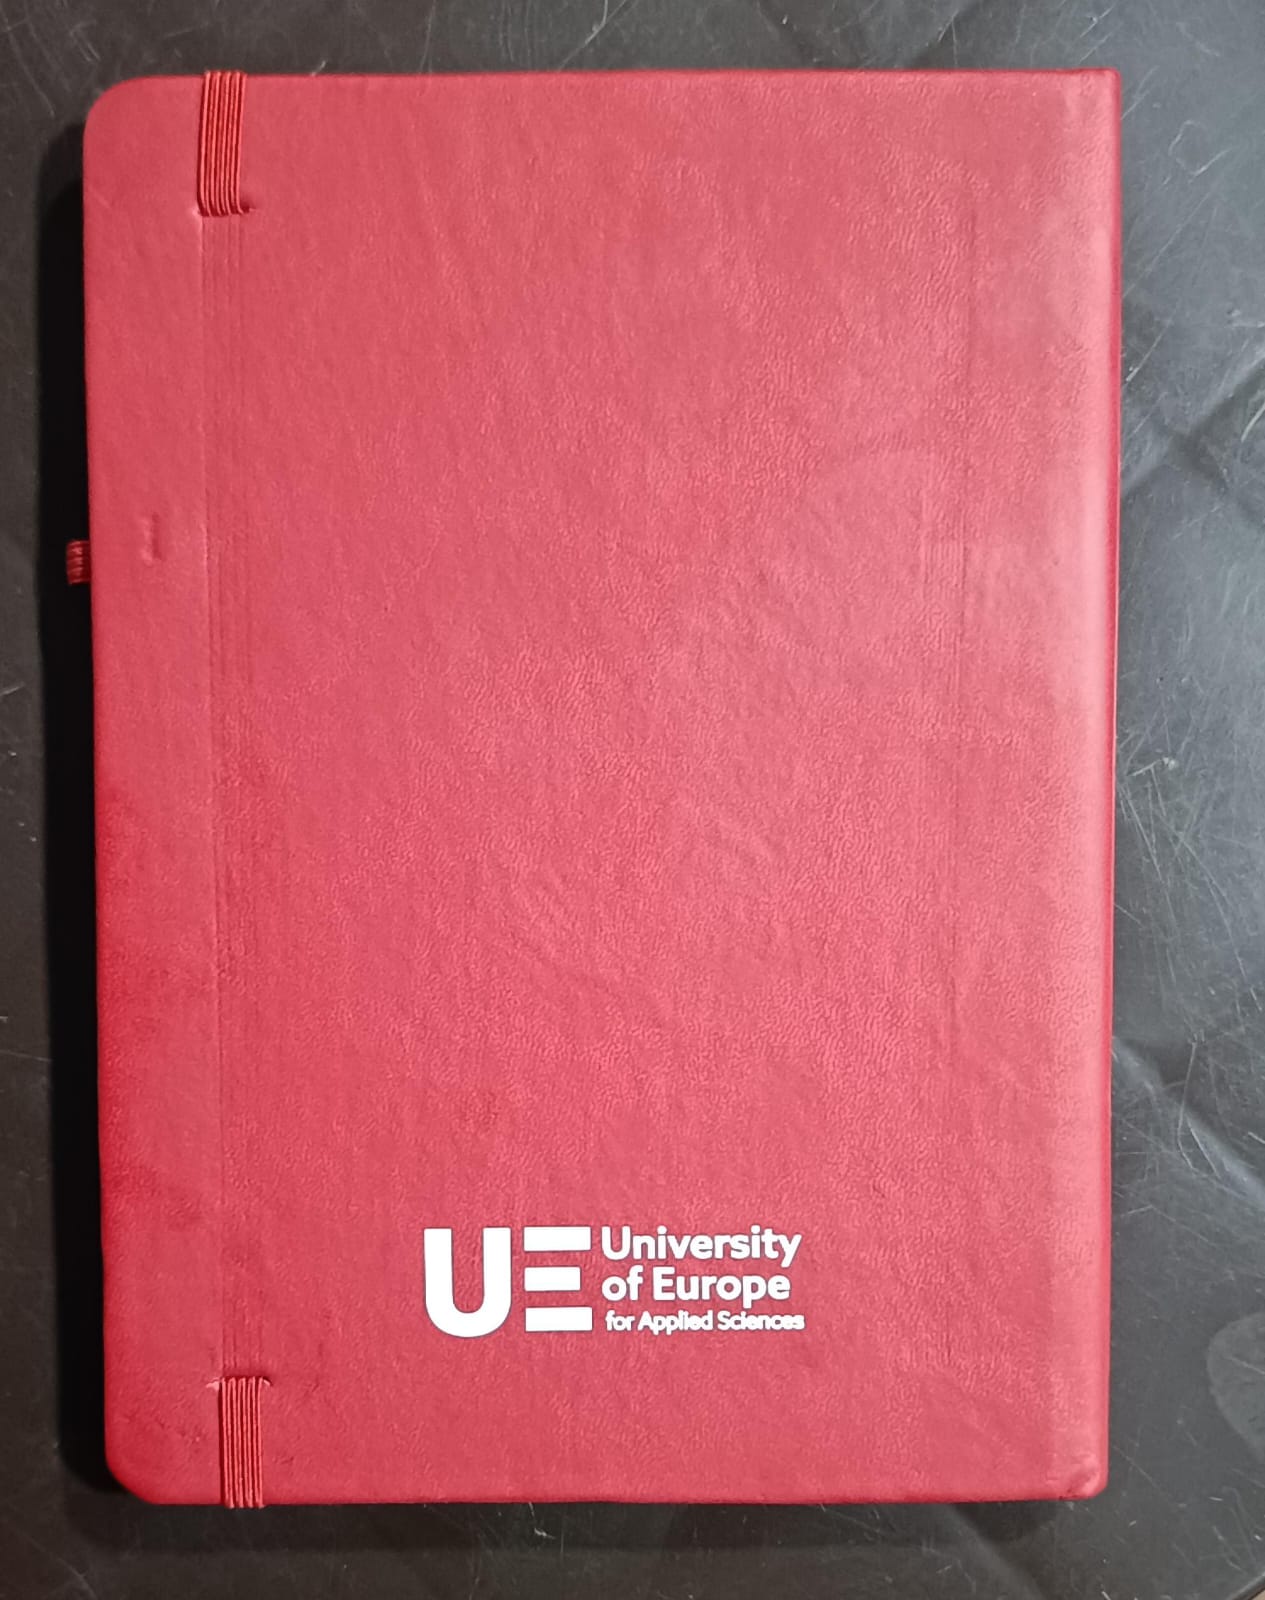 UE
University
of Europe
for Applied Sciences